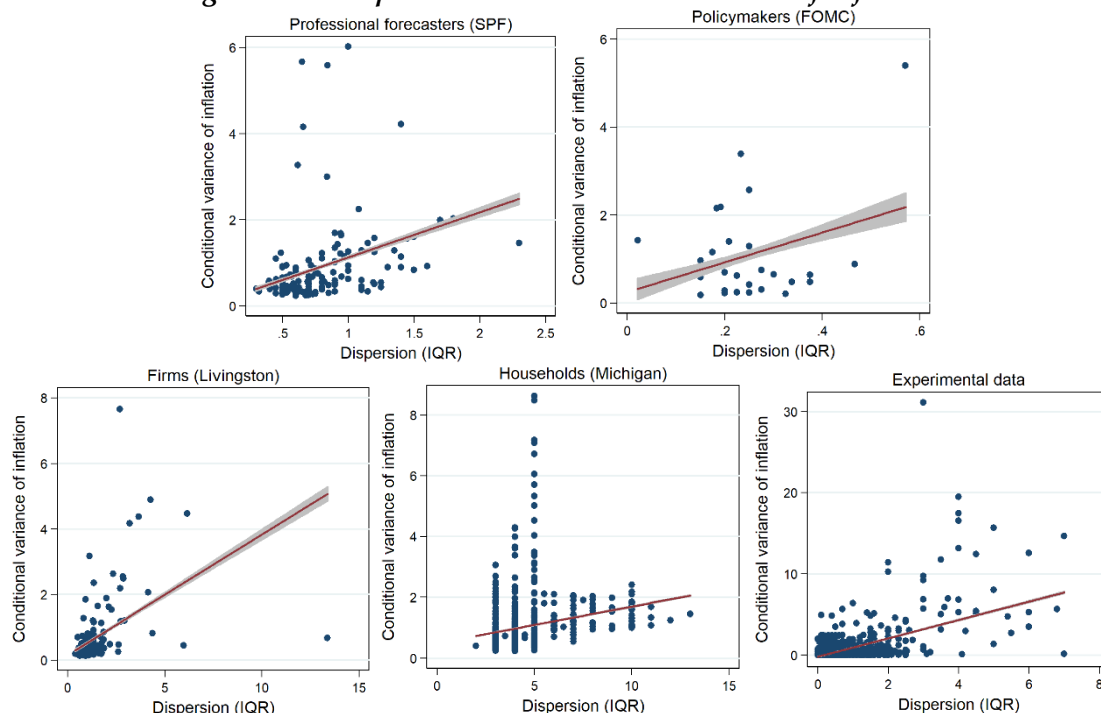 Professional forecasters (SPF)
Conditional variance of inflation
6
4
2
0
.5
1
1.5
2
2.5
Dispersion (IQR)
Policymakers (FOMC)
Conditional variance of inflation
6
4
2
0
0
.2
.4
.6
Dispersion (IQR)
Firms (Livingston)
Conditional variance of inflation
8
6
4
2
0
0
5
10
15
Dispersion (IQR)
Households (Michigan)
Conditional variance of inflation
8
6
4
2
0
0
5
10
15
Dispersion (IQR)
Experimental data
Conditional variance of inflation
30
20
10
0
0
2
4
6
8
Dispersion (IQR)